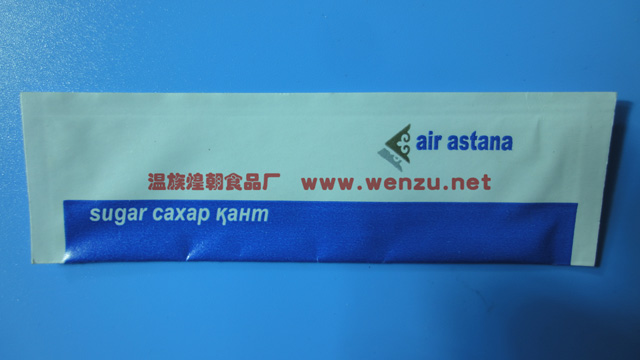 air astana
温族煌朝食品厂 www.wenzu.net
sugar сахар қант